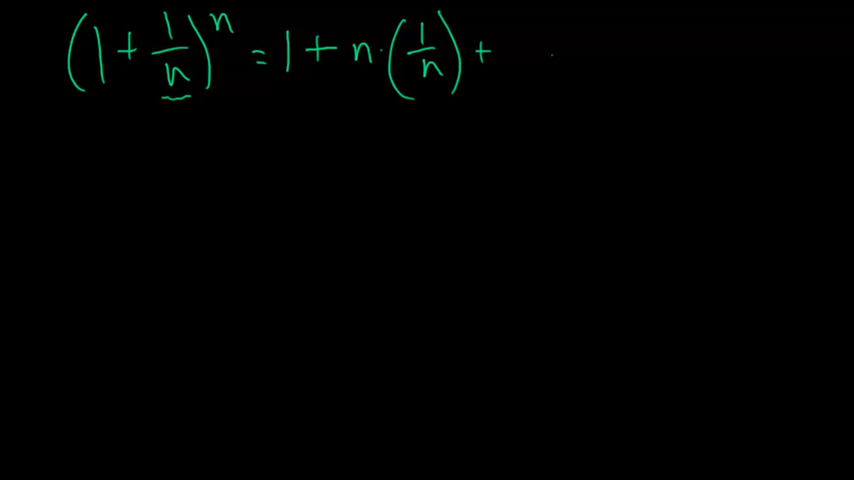 (1 + 1/n)^n = 1 + n·(1/n) +